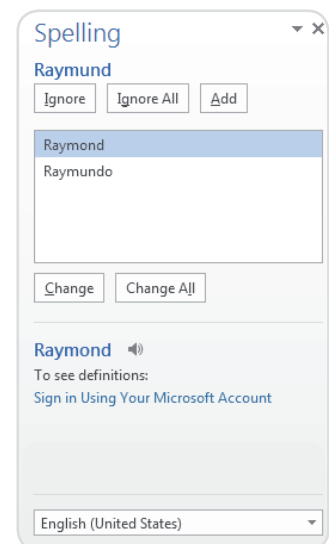 Spelling
Raymund
Ignore Ignore All Add
Raymond
Raymundo
Change Change All
Raymond
To see definitions:
Sign in Using Your Microsoft Account
English (United States)